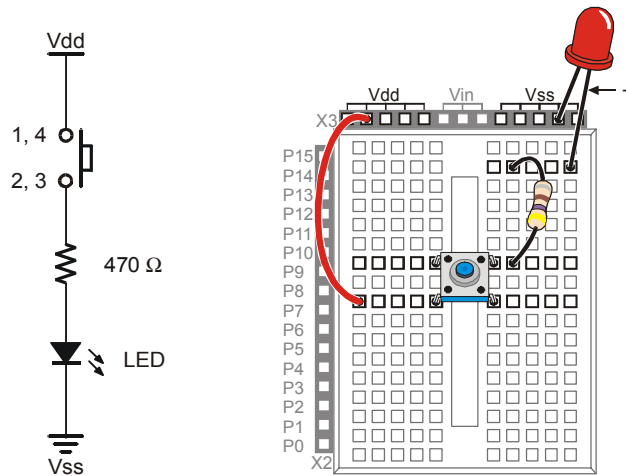 Vdd
1, 4
2, 3
470 Ω
LED
Vss
Vdd Vin Vss
X3
P15
P14
P13
P12
P11
P10
P9
P8
P7
P6
P5
P4
P3
P2
P1
P0
X2